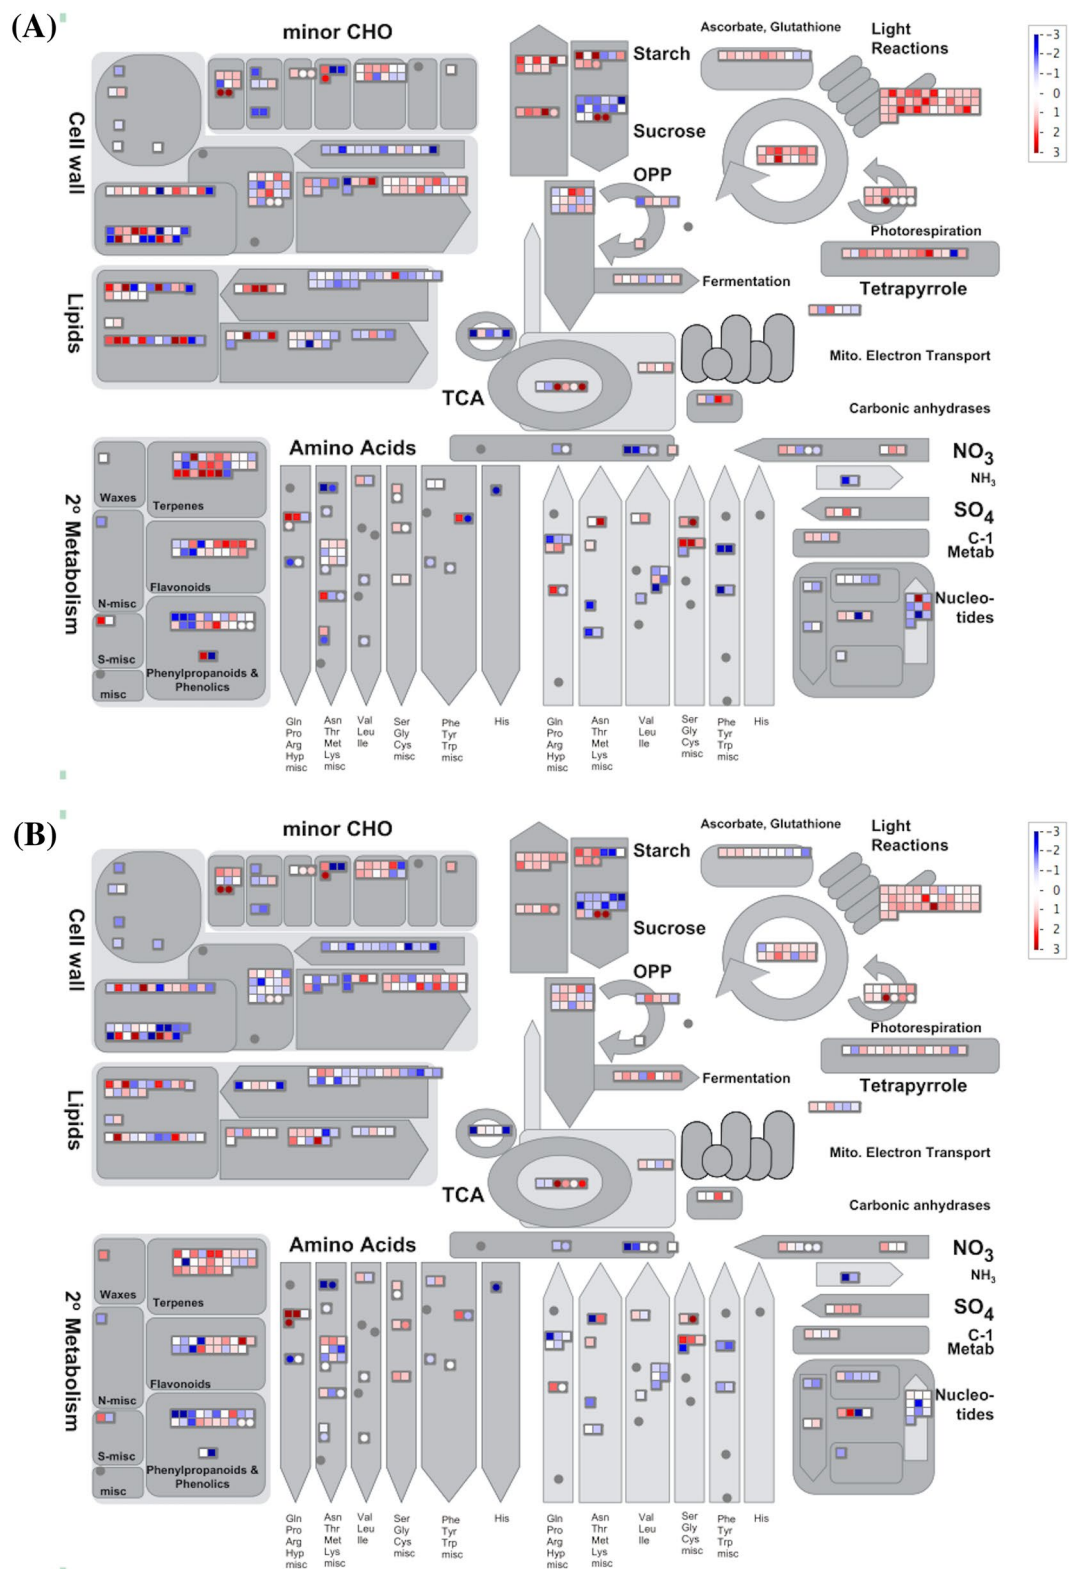 (A)
minor CHO
Cell wall
Lipids
2º Metabolism
Starch
Sucrose
OPP
Ascorbate, Glutathione
Light
Reactions
-3
-2
-1
0
1
2
3
Photorespiration
Tetrapyrrole
Fermentation
Mito. Electron Transport
TCA
Carbonic anhydrases
Amino Acids
Waxes
Terpenes
N-misc
Flavonoids
S-misc
misc
Phenylpropanoids &
Phenolics
NO3
NH3
SO4
C-1
Metab
Nucleo-
tides
Gln
Pro
Arg
Hyp
misc
Asn
Thr
Met
Lys
misc
Val
Leu
Ile
Ser
Gly
Cys
misc
Phe
Tyr
Trp
misc
His
Gln
Pro
Arg
Hyp
misc
Asn
Thr
Met
Lys
misc
Val
Leu
Ile
Ser
Gly
Cys
misc
Phe
Tyr
Trp
misc
His
(B)
minor CHO
Cell wall
Lipids
2º Metabolism
Starch
Sucrose
OPP
Ascorbate, Glutathione
Light
Reactions
-3
-2
-1
0
1
2
3
Photorespiration
Tetrapyrrole
Fermentation
Mito. Electron Transport
TCA
Carbonic anhydrases
Amino Acids
Waxes
Terpenes
N-misc
Flavonoids
S-misc
misc
Phenylpropanoids &
Phenolics
NO3
NH3
SO4
C-1
Metab
Nucleo-
tides
Gln
Pro
Arg
Hyp
misc
Asn
Thr
Met
Lys
misc
Val
Leu
Ile
Ser
Gly
Cys
misc
Phe
Tyr
Trp
misc
His
Gln
Pro
Arg
Hyp
misc
Asn
Thr
Met
Lys
misc
Val
Leu
Ile
Ser
Gly
Cys
misc
Phe
Tyr
Trp
misc
His